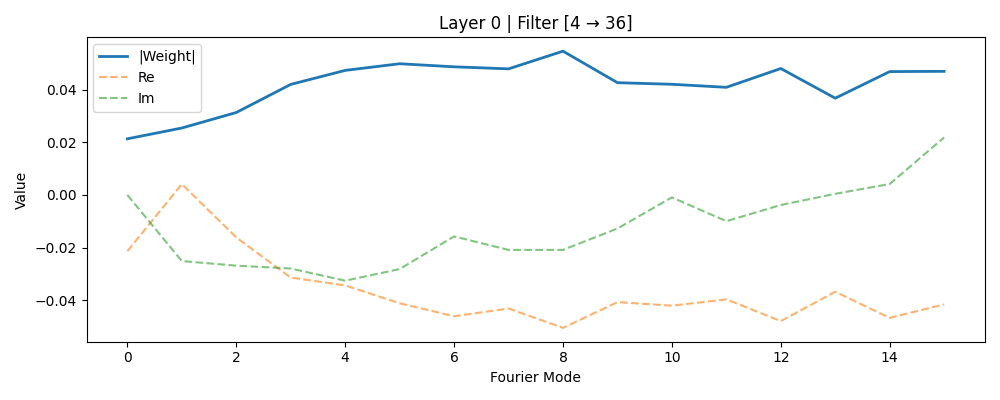 Layer 0 | Filter [4 → 36]
|Weight|
Re
Im
0.04
0.02
0.00
−0.02
−0.04
Value
0 2 4 6 8 10 12 14
Fourier Mode